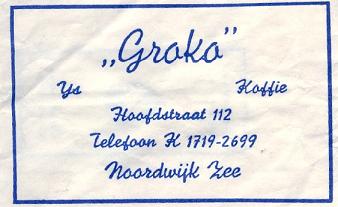 „Groko”
Ys Koffie
Hoofdstraat 112
Telefoon K 1719-2699
Noordwijk Zee